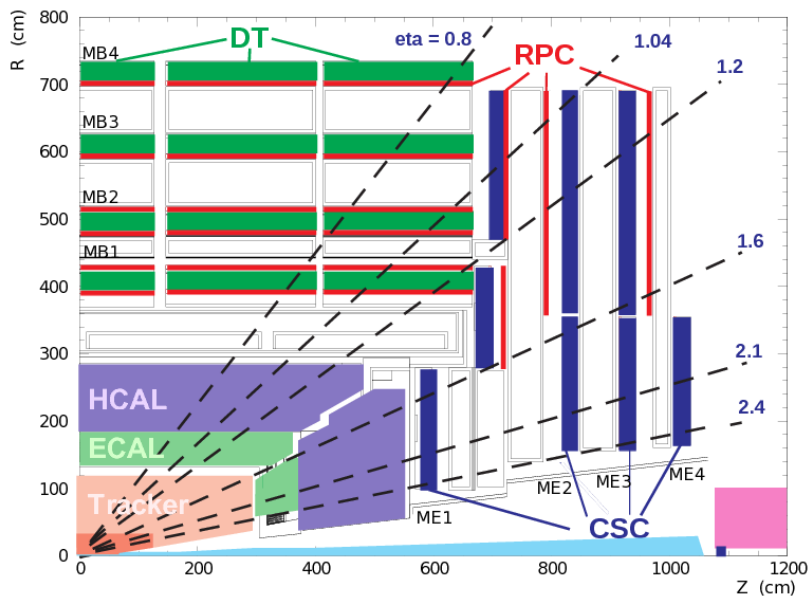 R (cm)
800
700
600
500
400
300
200
100
0
MB4
DT
eta = 0.8
RPC
1.04
1.2
MB3
MB2
MB1
1.6
HCAL
2.1
ECAL
2.4
Tracker
ME1
ME2
ME3
ME4
CSC
0
200
400
600
800
1000
1200
Z (cm)